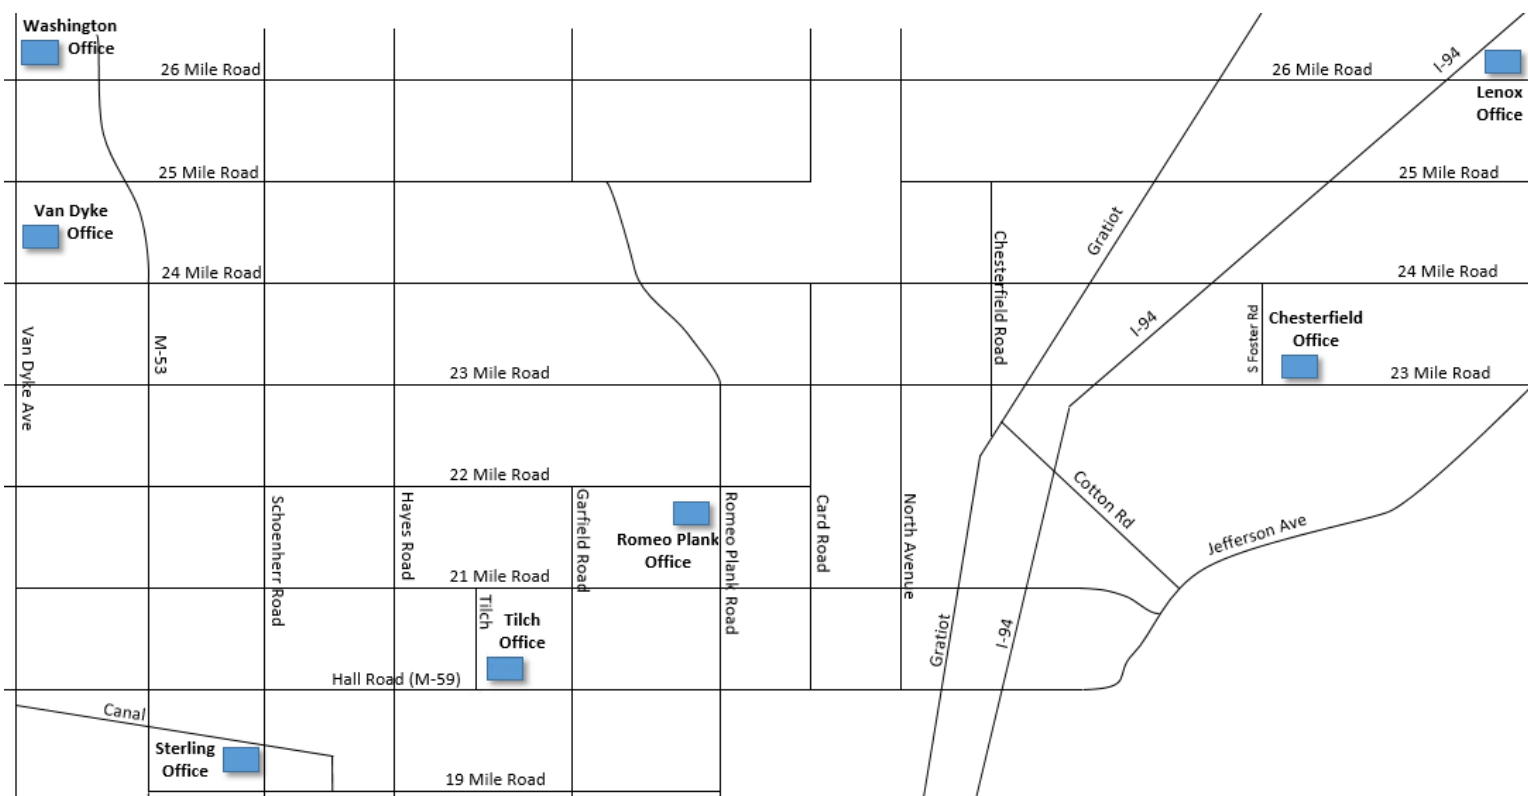 Washington
Office
26 Mile Road
26 Mile Road
I-94
Lenox
Office
25 Mile Road
25 Mile Road
Van Dyke
Office
Gratiot
Chesterfield Road
24 Mile Road
24 Mile Road
Van Dyke Ave
M-53
I-94
S Foster Rd
Chesterfield
Office
23 Mile Road
23 Mile Road
22 Mile Road
Schoenherr Road
Hayes Road
Garfield Road
Romeo Plank
Office
Romeo Plank Road
Card Road
North Avenue
Cotton Rd
Jefferson Ave
21 Mile Road
Tilch
Tilch
Office
Gratiot
I-94
Hall Road (M-59)
Canal
Sterling
Office
19 Mile Road